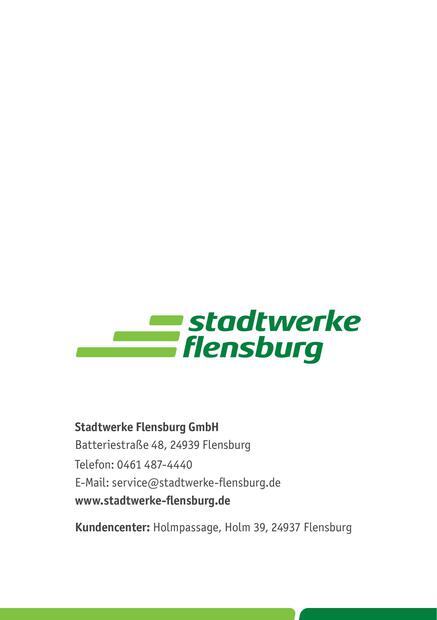 stadtwerke
flensburg
Stadtwerke Flensburg GmbH
Batteriestraße 48, 24939 Flensburg
Telefon: 0461 487-4440
E-Mail: service@stadtwerke-flensburg.de
www.stadtwerke-flensburg.de
Kundencenter: Holmpassage, Holm 39, 24937 Flensburg